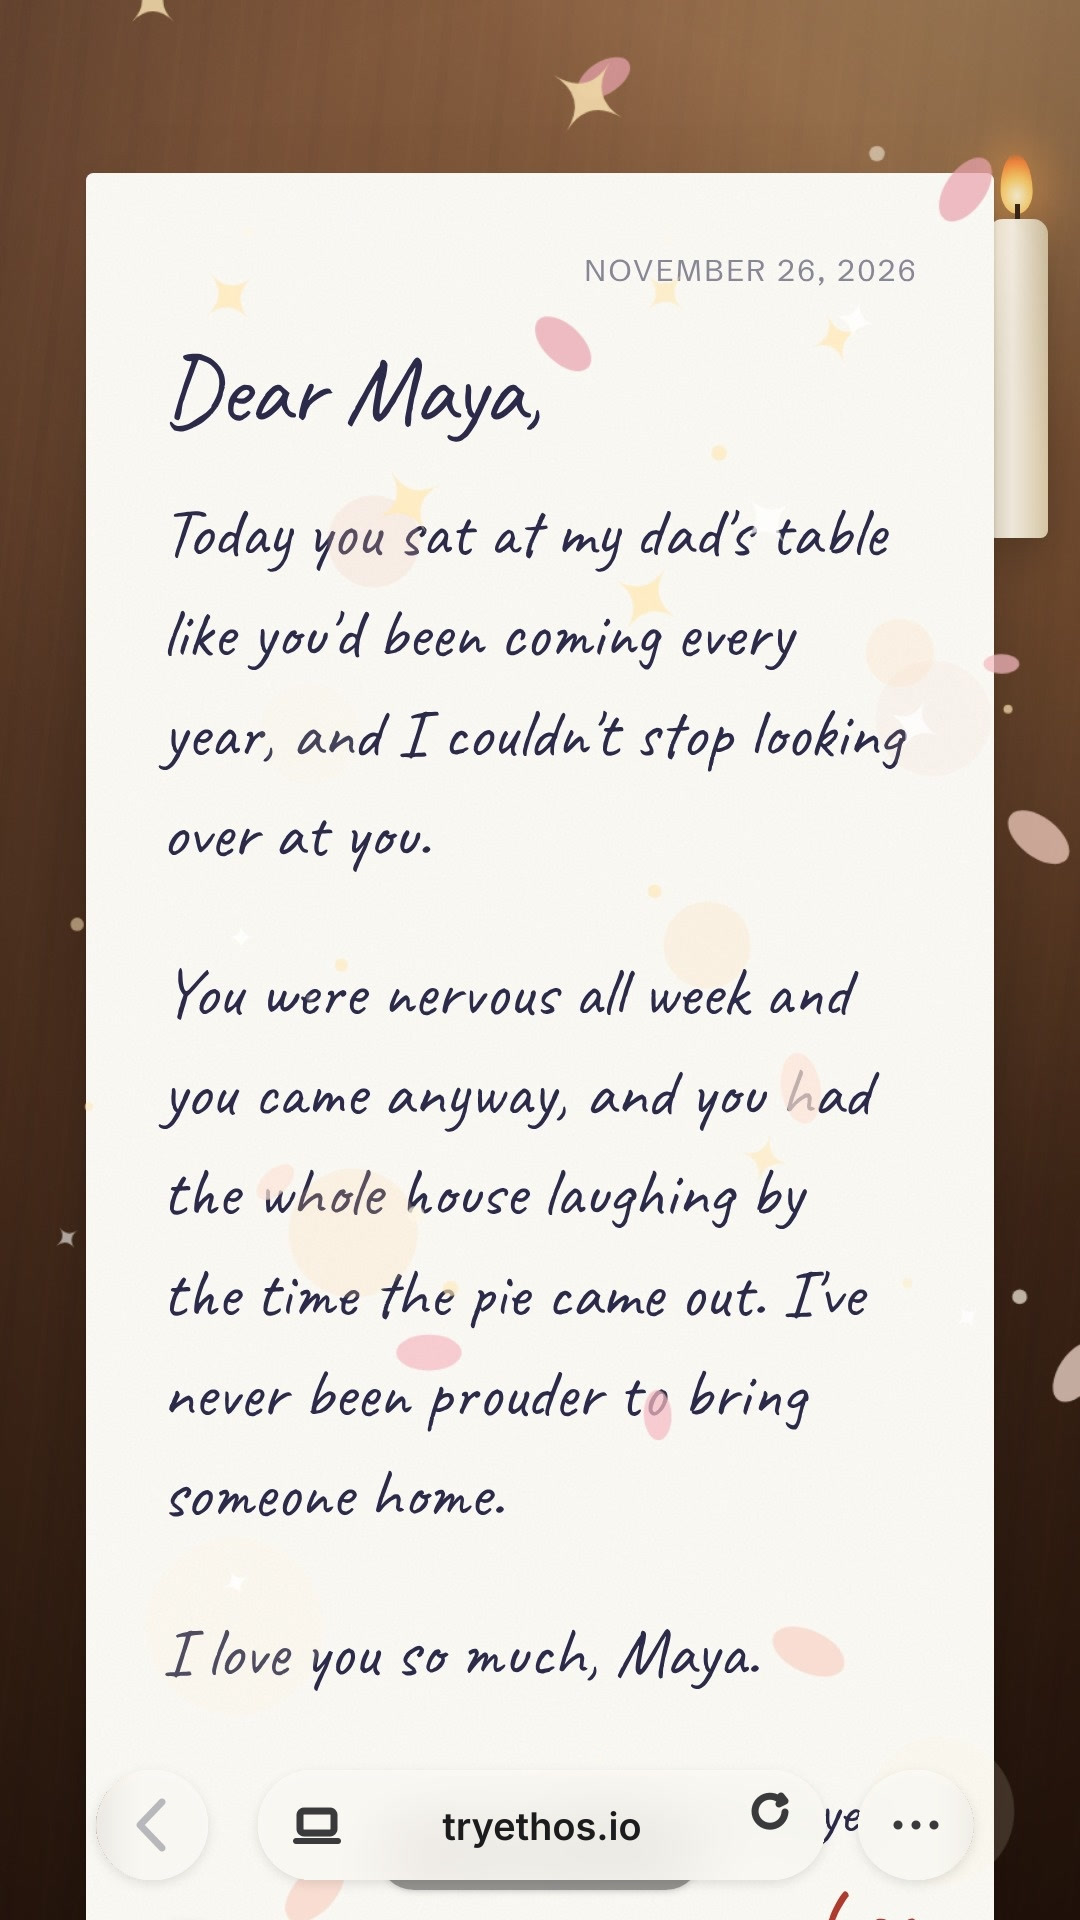 NOVEMBER 26, 2026
Dear Maya,
Today you sat at my dad's table
like you'd been coming every
year, and I couldn't stop looking
over at you.
You were nervous all week and
you came anyway, and you had
the whole house laughing by
the time the pie came out. I've
never been prouder to bring
someone home.
I love you so much, Maya.
tryethos.io